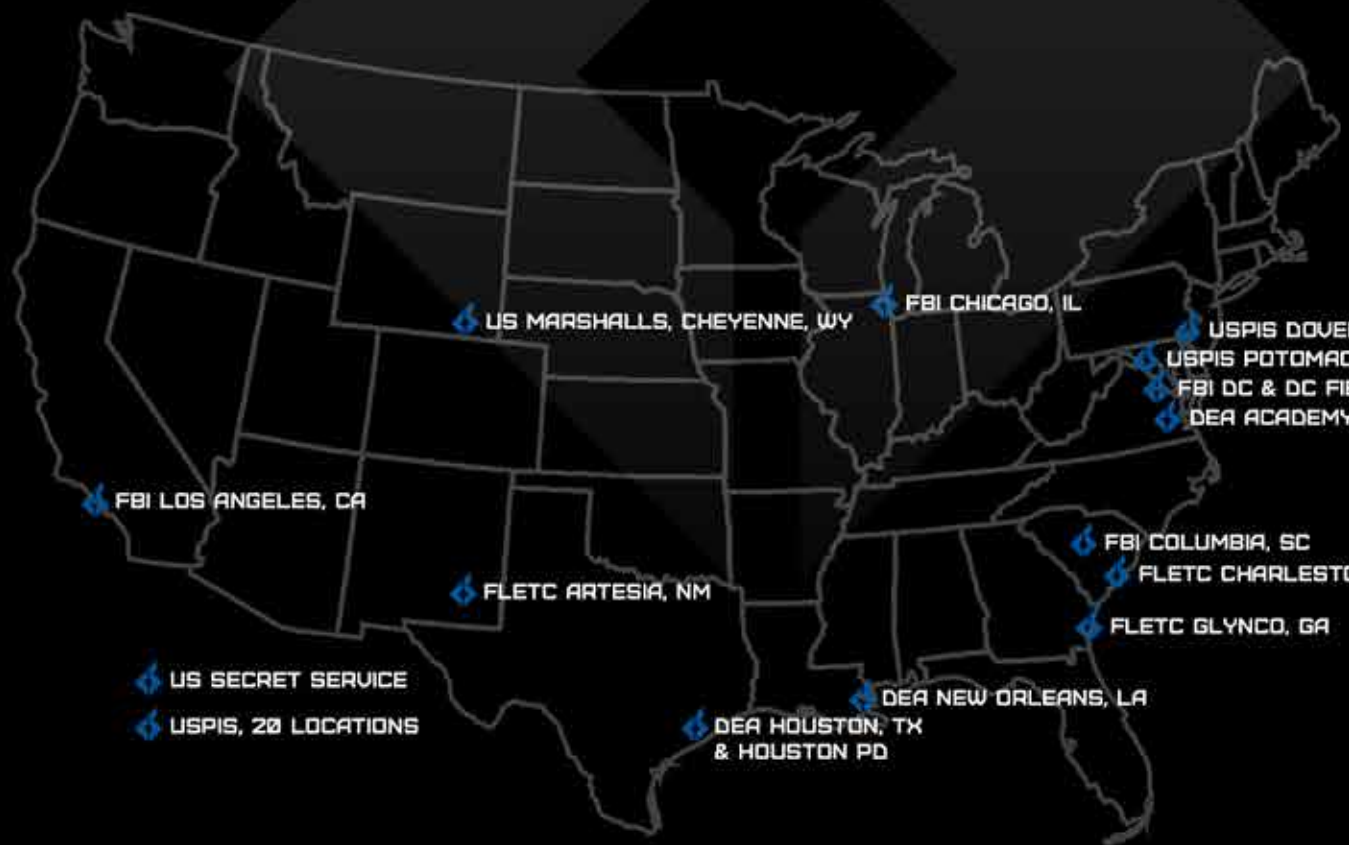 FBI CHICAGO, IL
US MARSHALLS, CHEYENNE, WY
USPIS DOVE
USPIS POTOMAC
FBI DC & DC FI
DEA ACADEMY
FBI LOS ANGELES, CA
FBI COLUMBIA, SC
FLETC CHARLESTO
FLETC ARTESIA, NM
FLETC GLYNCO, GA
US SECRET SERVICE
DEA NEW ORLEANS, LA
USPIS, 20 LOCATIONS
DEA HOUSTON, TX
& HOUSTON PD